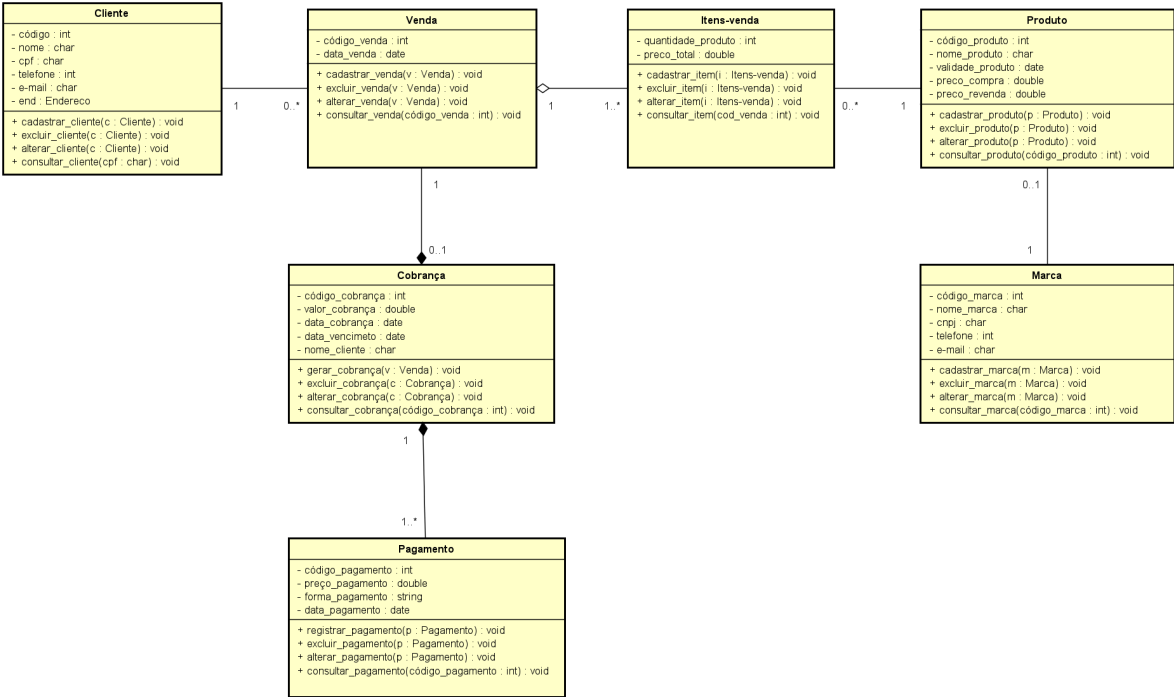 Cliente
- código : int
- nome : char
- cpf : char
- telefone : int
- e-mail : char
- end : Endereco
+ cadastrar_cliente(c : Cliente) : void
+ excluir_cliente(c : Cliente) : void
+ alterar_cliente(c : Cliente) : void
+ consultar_cliente(cpf : char) : void
1
0..*
Venda
- código_venda : int
- data_venda : date
+ cadastrar_venda(v : Venda) : void
+ excluir_venda(v : Venda) : void
+ alterar_venda(v : Venda) : void
+ consultar_venda(código_venda : int) : void
1
1..*
Itens-venda
- quantidade_produto : int
- preco_total : double
+ cadastrar_item(i : Itens-venda) : void
+ excluir_item(i : Itens-venda) : void
+ alterar_item(i : Itens-venda) : void
+ consultar_item(cod_venda : int) : void
0..*
1
Produto
- código_produto : int
- nome_produto : char
- validade_produto : date
- preco_compra : double
- preco_revenda : double
+ cadastrar_produto(p : Produto) : void
+ excluir_produto(p : Produto) : void
+ alterar_produto(p : Produto) : void
+ consultar_produto(código_produto : int) : void
1
0..1
0..1
1
Cobrança
- código_cobrança : int
- valor_cobrança : double
- data_cobrança : date
- data_vencimeto : date
- nome_cliente : char
+ gerar_cobrança(v : Venda) : void
+ excluir_cobrança(c : Cobrança) : void
+ alterar_cobrança(c : Cobrança) : void
+ consultar_cobrança(código_cobrança : int) : void
Marca
- código_marca : int
- nome_marca : char
- cnpj : char
- telefone : int
- e-mail : char
+ cadastrar_marca(m : Marca) : void
+ excluir_marca(m : Marca) : void
+ alterar_marca(m : Marca) : void
+ consultar_marca(código_marca : int) : void
1
1..*
Pagamento
- código_pagamento : int
- preço_pagamento : double
- forma_pagamento : string
- data_pagamento : date
+ registrar_pagamento(p : Pagamento) : void
+ excluir_pagamento(p : Pagamento) : void
+ alterar_pagamento(p : Pagamento) : void
+ consultar_pagamento(código_pagamento : int) : void